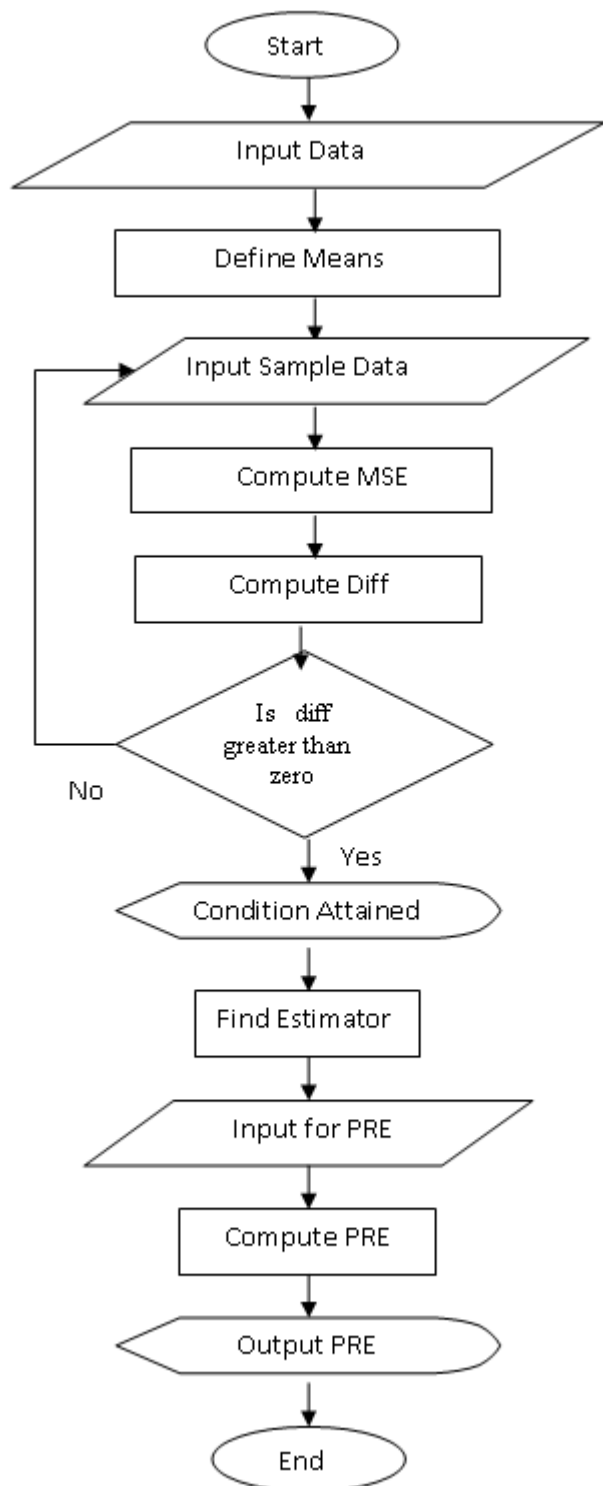 Start
Input Data
Define Means
Input Sample Data
Compute MSE
Compute Diff
Is diff
greater than
zero
No
Yes
Condition Attained
Find Estimator
Input for PRE
Compute PRE
Output PRE
End